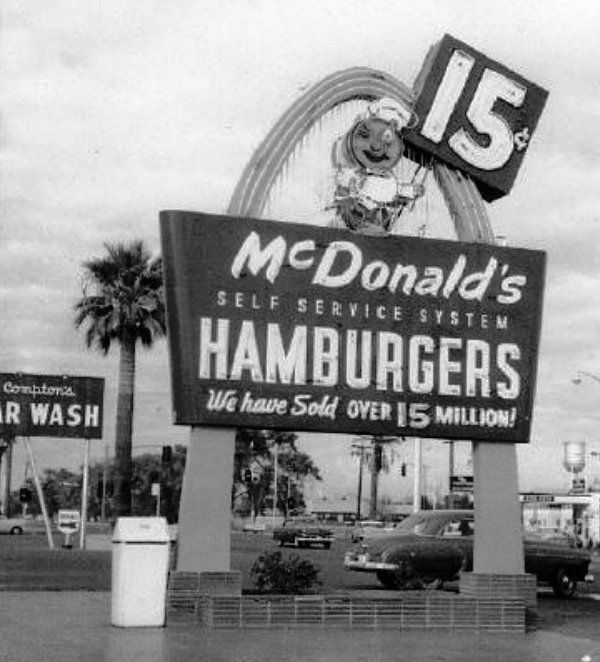 15¢
McDonald's
SELF SERVICE SYSTEM
HAMBURGERS
We have Sold OVER 15 MILLION!
Compton's
AR WASH